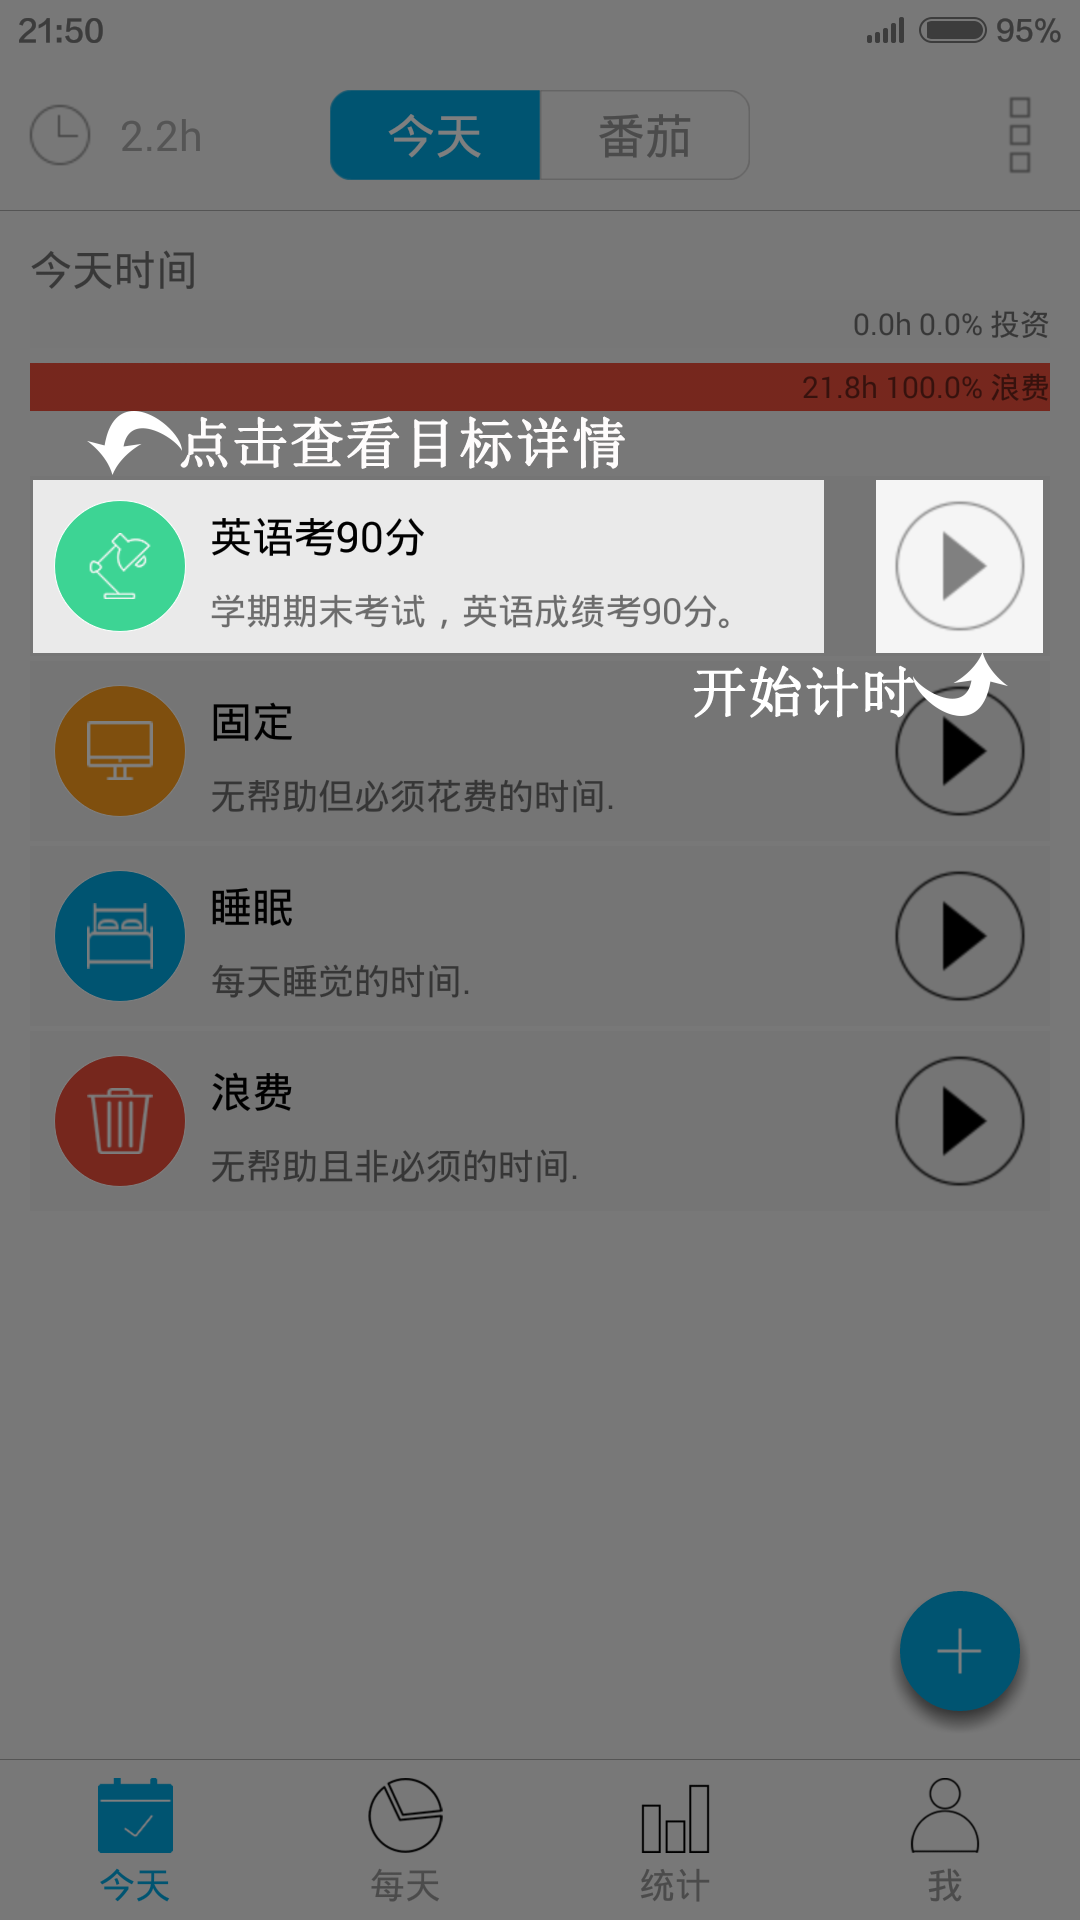 21:50 95%
2.2h 今天 番茄
今天时间
0.0h 0.0% 投资
21.8h 100.0% 浪费
点击查看目标详情
英语考90分
学期期末考试，英语成绩考90分。
开始计时
固定
无帮助但必须花费的时间.
睡眠
每天睡觉的时间.
浪费
无帮助且非必须的时间.
今天 每天 统计 我